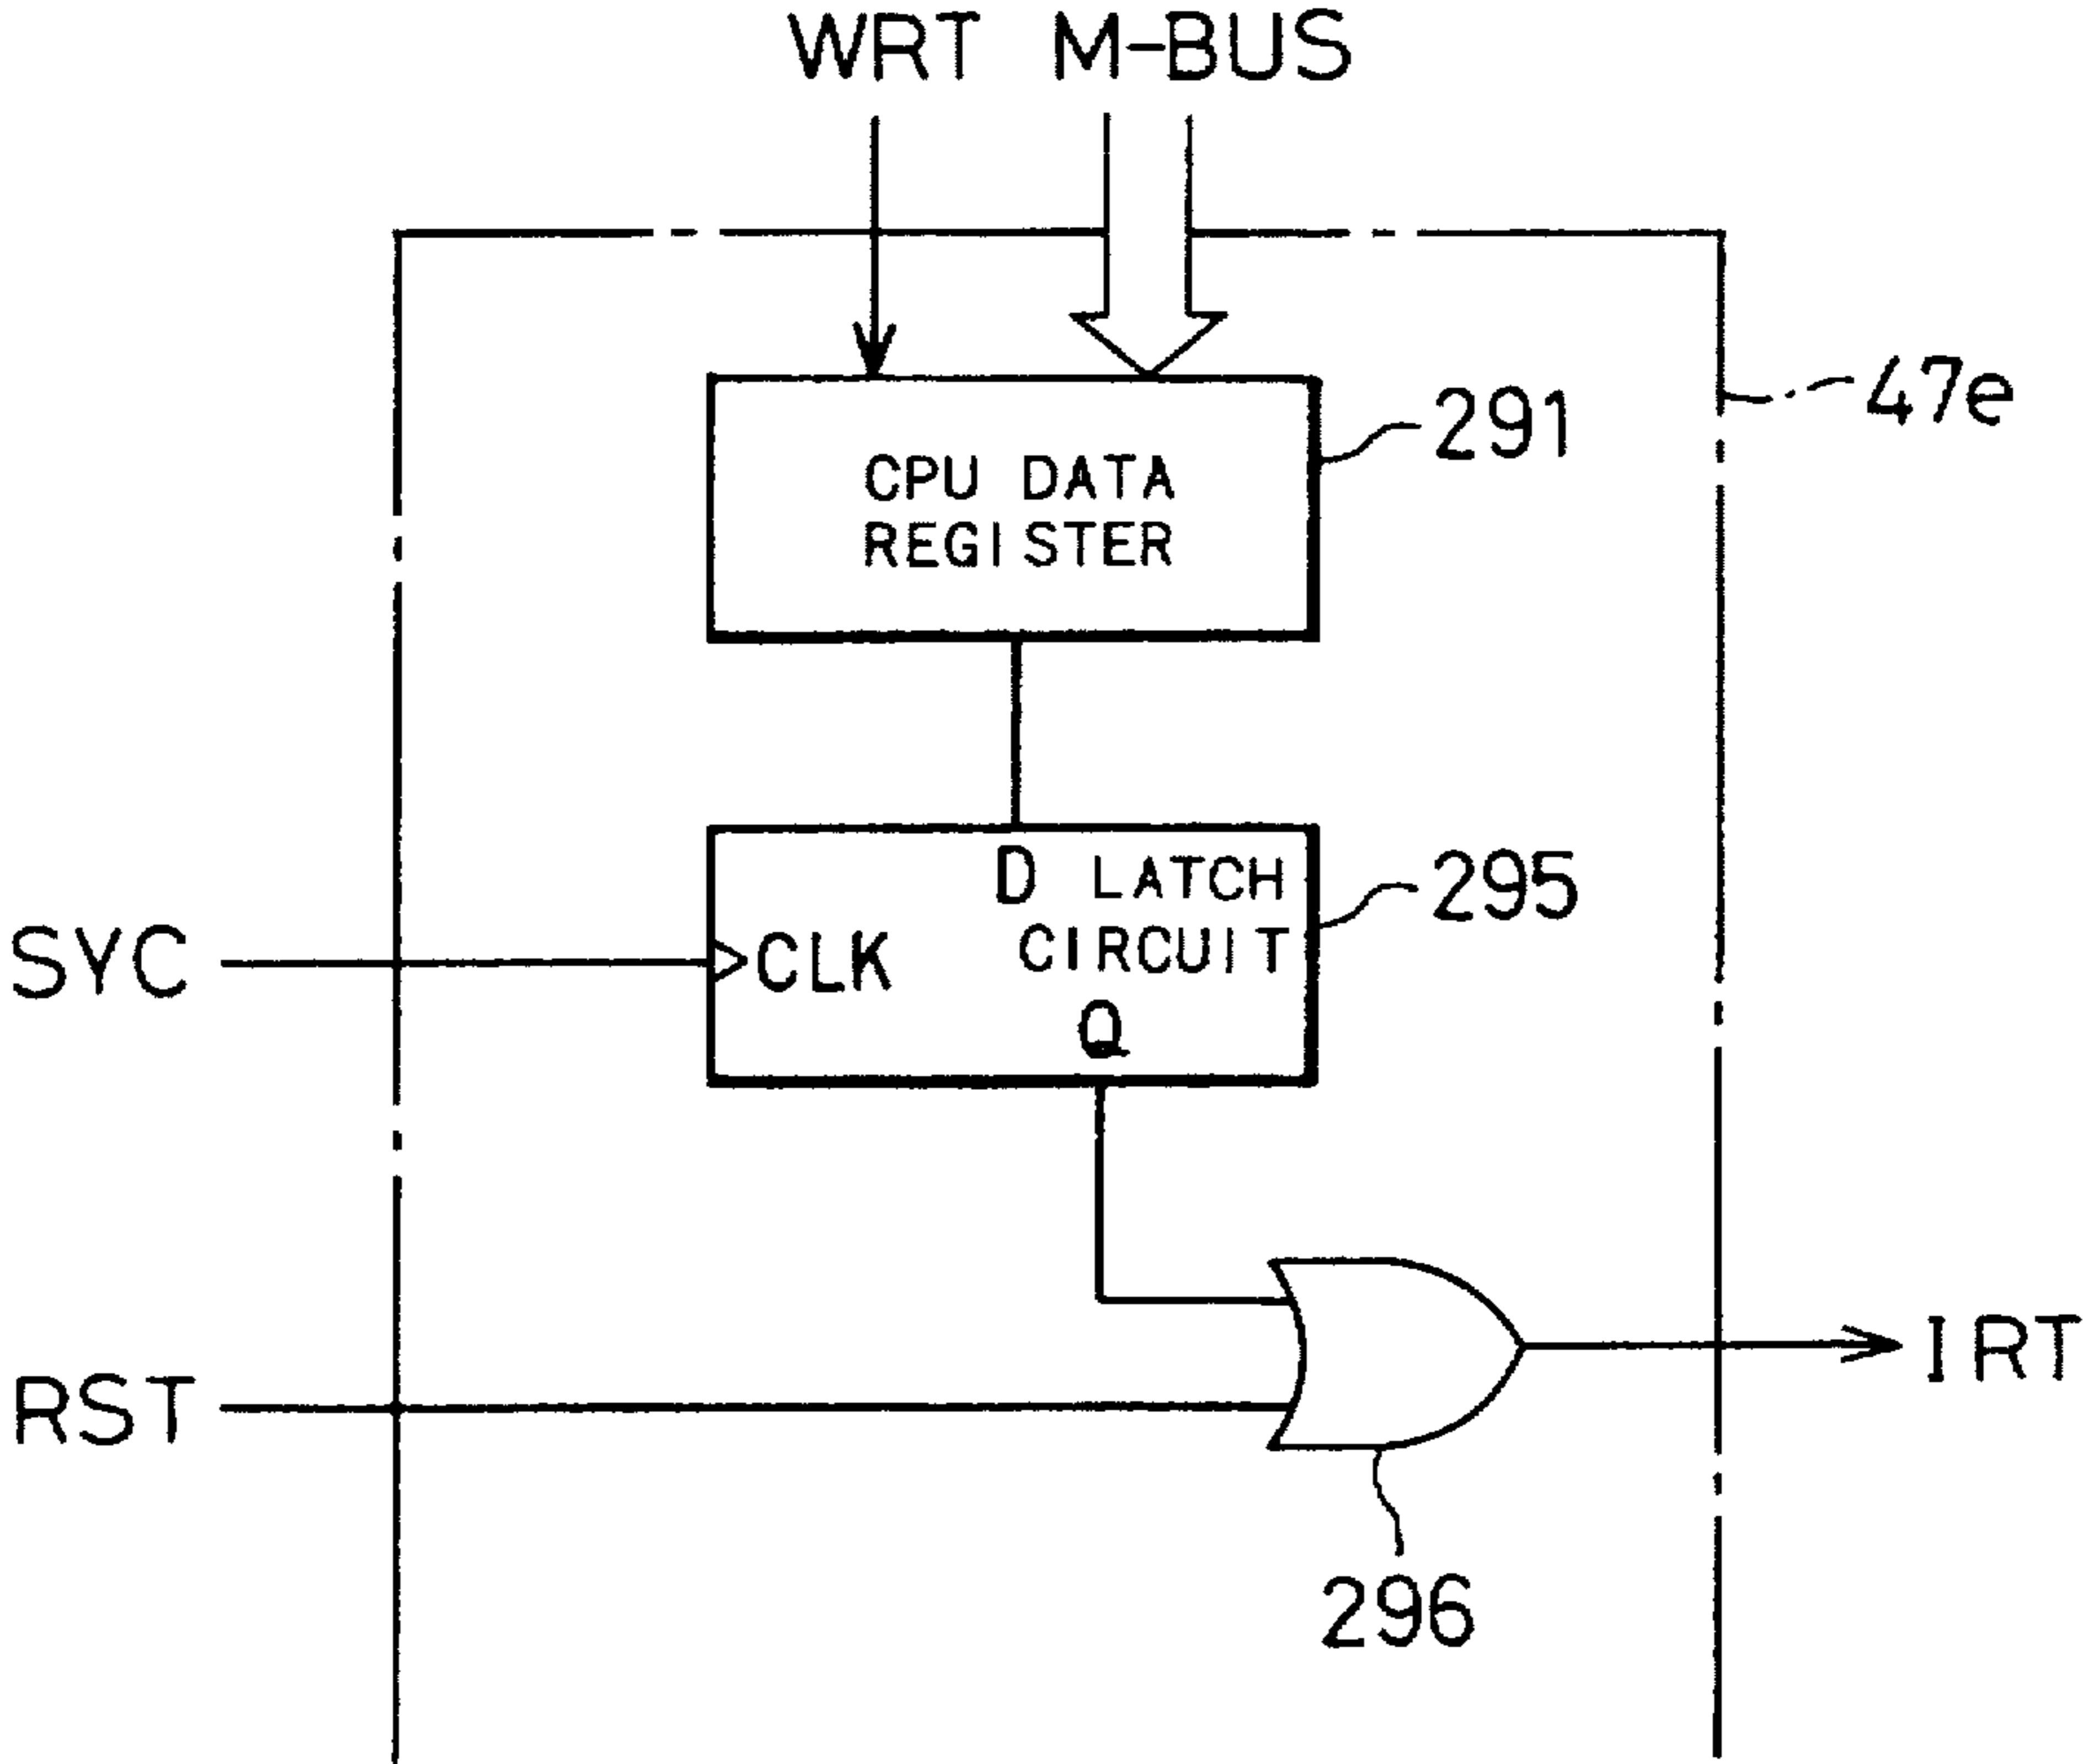 WRT M-BUS
47e
291
CPU DATA
REGISTER
D LATCH
CIRCUIT
295
SYC
CLK
Q
IRT
RST
296